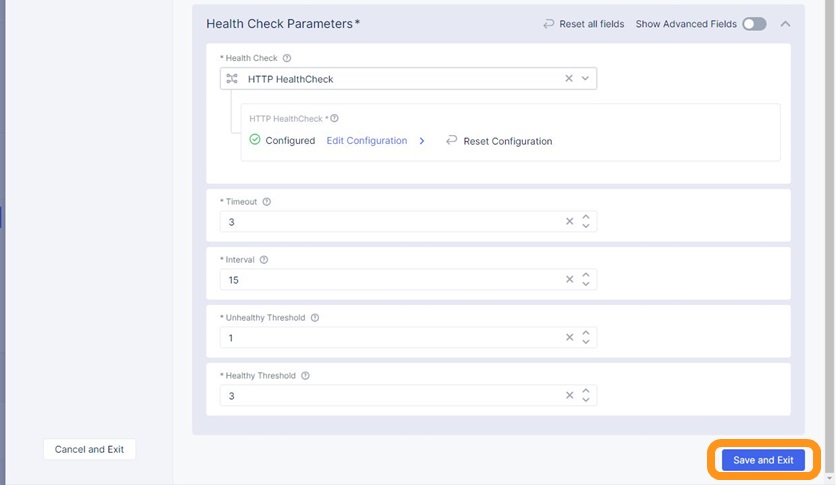 Health Check Parameters*
Reset all fields
Show Advanced Fields
* Health Check
HTTP HealthCheck
HTTP HealthCheck *
Configured
Edit Configuration
Reset Configuration
* Timeout
3
* Interval
15
* Unhealthy Threshold
1
* Healthy Threshold
3
Cancel and Exit
Save and Exit